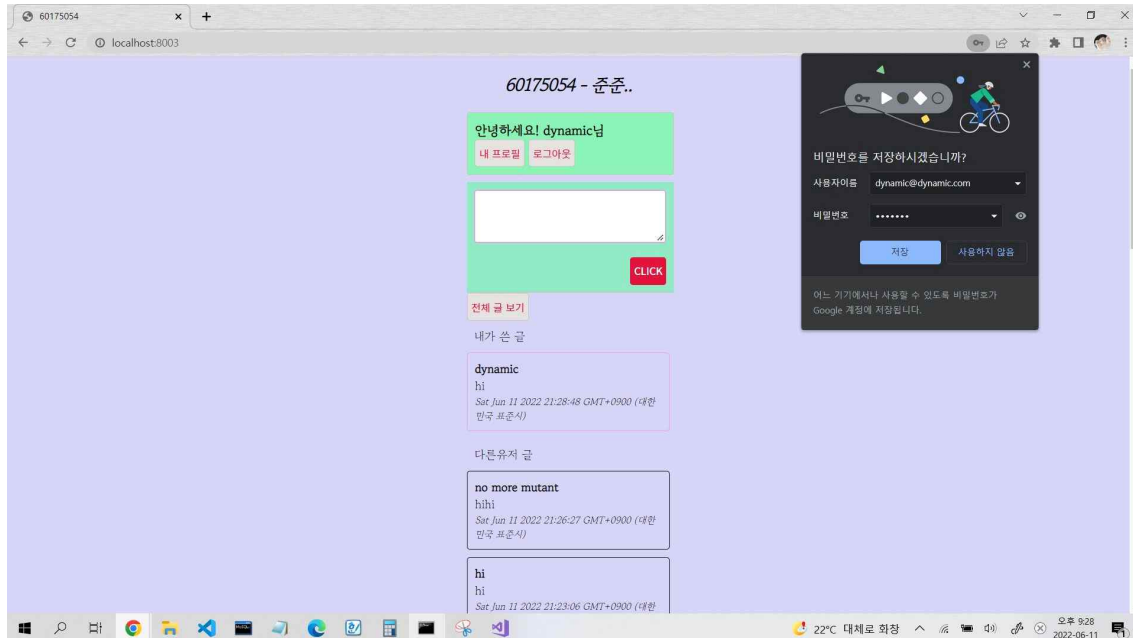 60175054
localhost:8003
60175054 - 준준..
안녕하세요! dynamic님
내 프로필 로그아웃
CLICK
전체 글 보기
내가 쓴 글
dynamic
hi
Sat Jun 11 2022 21:28:48 GMT+0900 (대한
민국 표준시)
다른유저 글
no more mutant
hihi
Sat Jun 11 2022 21:26:27 GMT+0900 (대한
민국 표준시)
hi
hi
Sat Jun 11 2022 21:23:06 GMT+0900 (대한
비밀번호를 저장하시겠습니까?
사용자이름 dynamic@dynamic.com
비밀번호 •••••••
저장 사용하지 않음
어느 기기에서나 사용할 수 있도록 비밀번호가
Google 계정에 저장됩니다.
22°C 대체로 화창
오후 9:28
2022-06-11